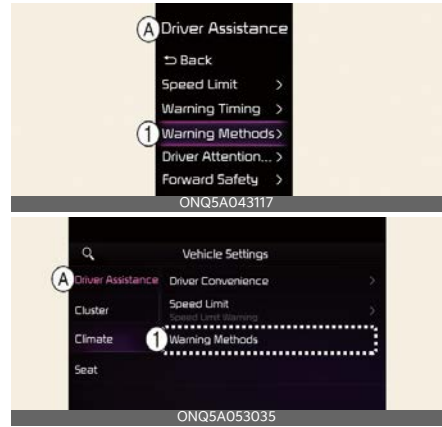 A Driver Assistance
⮌ Back
Speed Limit >
Warning Timing >
1 Warning Methods>
Driver Attention... >
Forward Safety >
ONQ5A043117
Vehicle Settings
A Driver Assistance
Driver Convenience >
Cluster
Speed Limit >
Speed Limit Warning
Climate
1 Warning Methods
Seat
ONQ5A053035